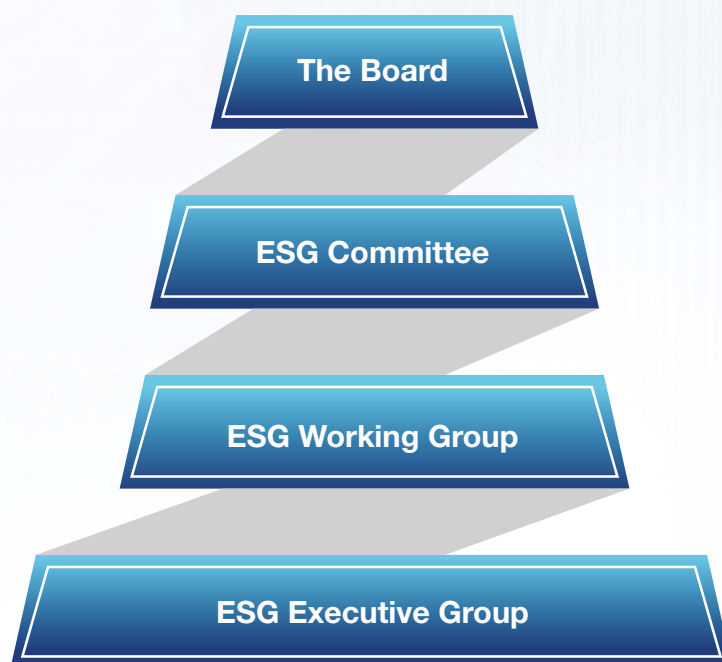 The Board
ESG Committee
ESG Working Group
ESG Executive Group